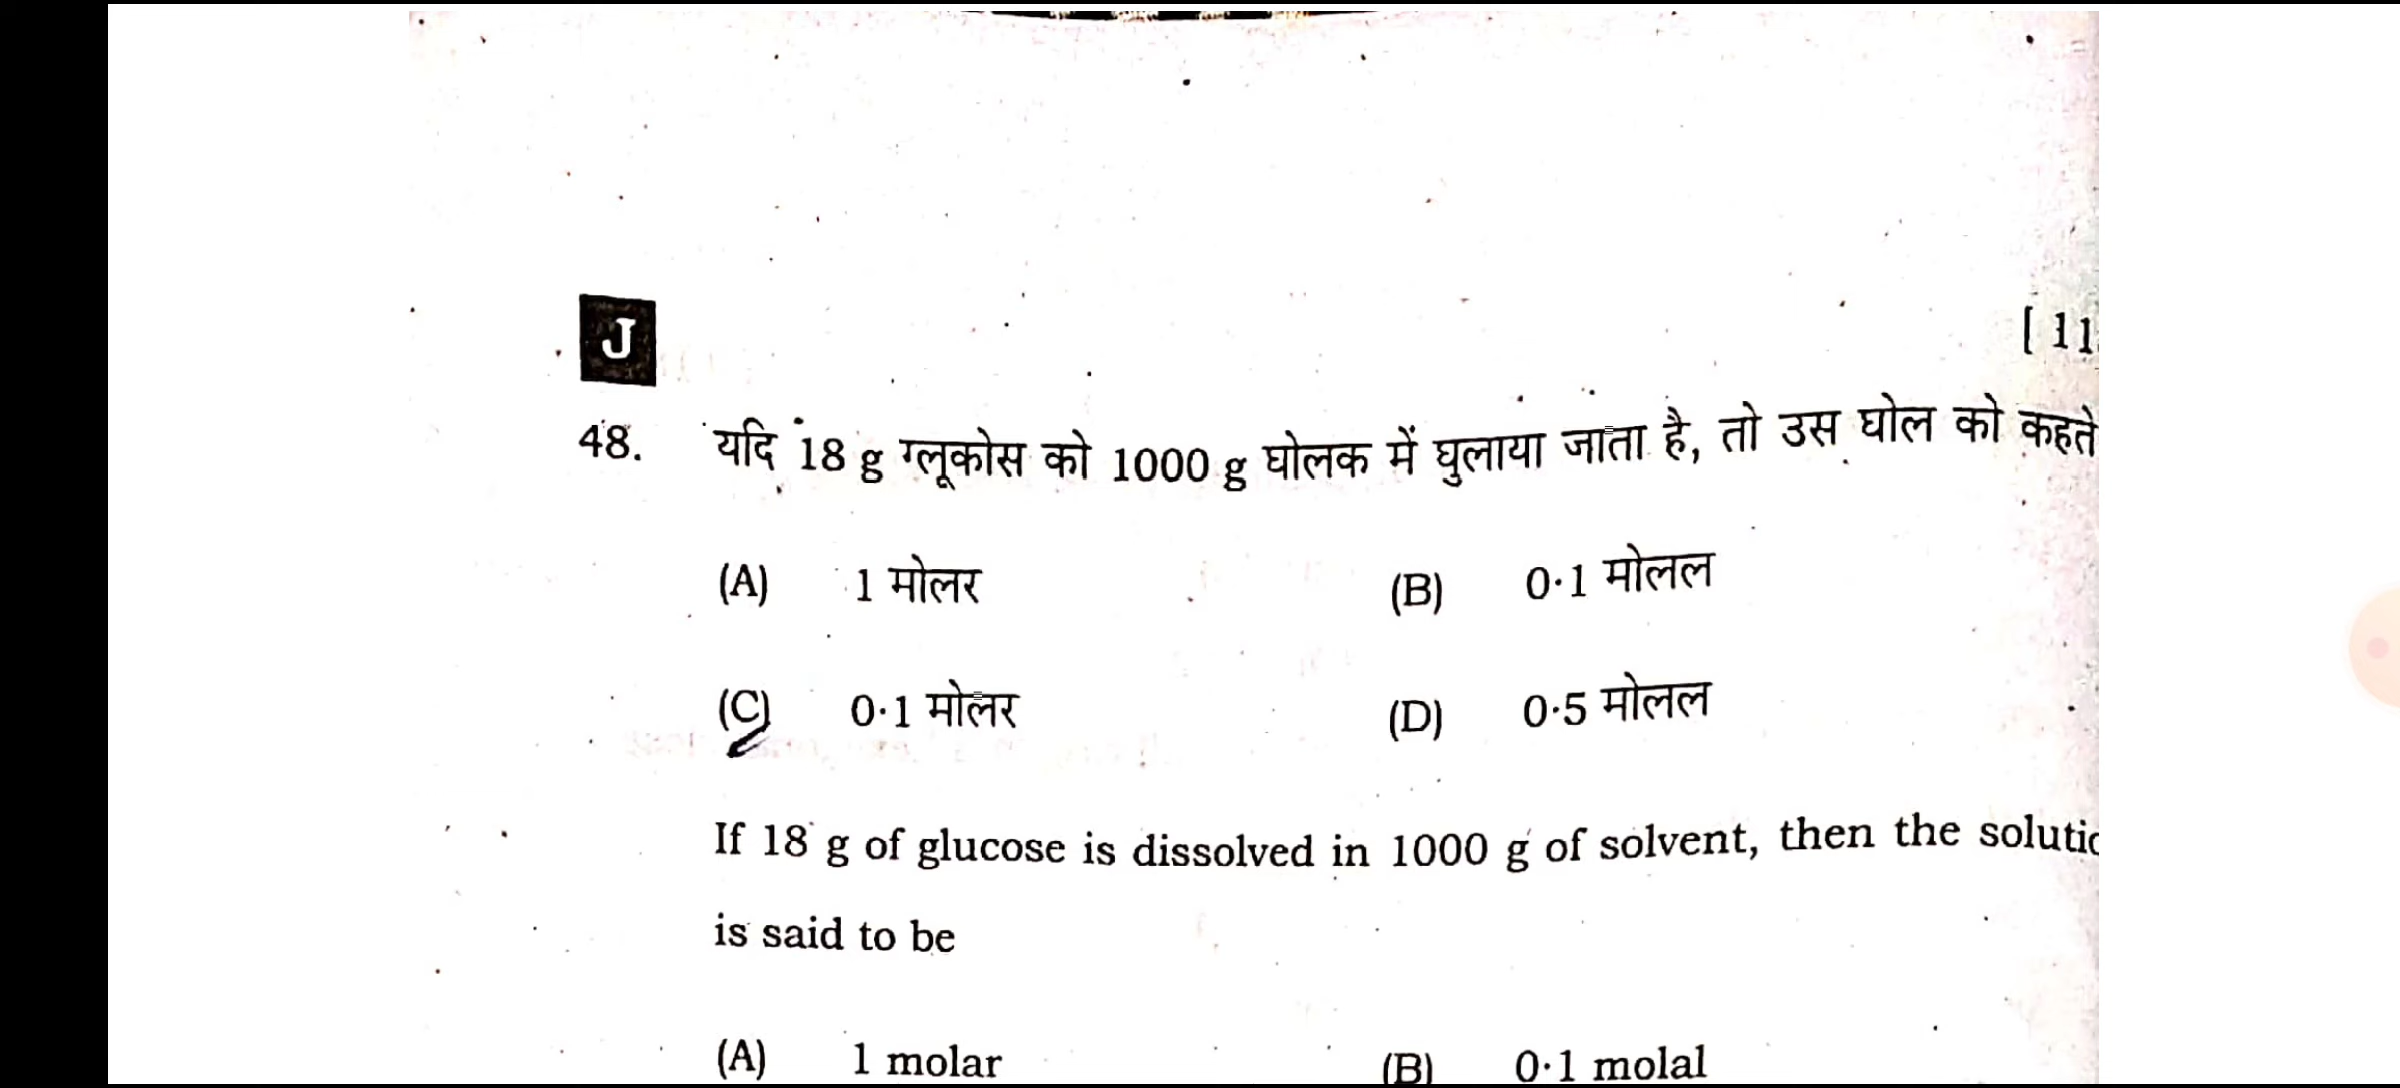 J
[ 11
48. यदि 18 g ग्लूकोस को 1000 g घोलक में घुलाया जाता है, तो उस घोल को कहते
(A) 1 मोलर (B) 0·1 मोलल
(C) 0·1 मोलर (D) 0·5 मोलल
If 18 g of glucose is dissolved in 1000 g of solvent, then the solutio
is said to be
(A) 1 molar (B) 0·1 molal